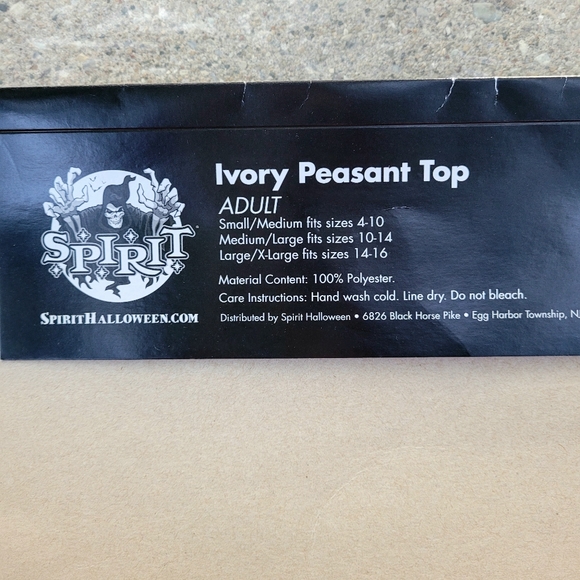 SPIRIT
SPIRITHALLOWEEN.COM
Ivory Peasant Top
ADULT
Small/Medium fits sizes 4-10
Medium/Large fits sizes 10-14
Large/X-Large fits sizes 14-16
Material Content: 100% Polyester.
Care Instructions: Hand wash cold. Line dry. Do not bleach.
Distributed by Spirit Halloween • 6826 Black Horse Pike • Egg Harbor Township, N